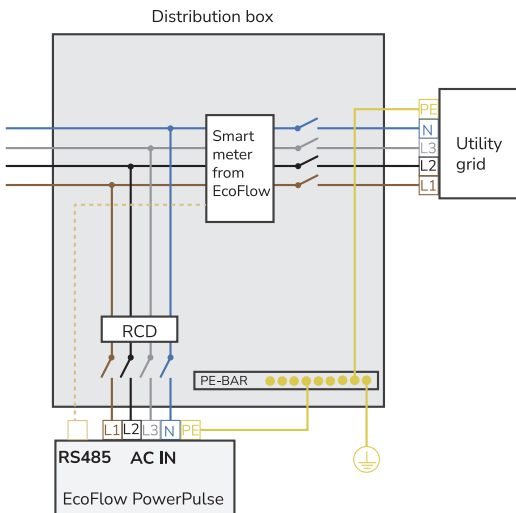 Distribution box
PE
N
L3
L2
L1
Utility
grid
Smart
meter
from
EcoFlow
RCD
PE-BAR
L1 L2 L3 N PE
RS485 AC IN
EcoFlow PowerPulse